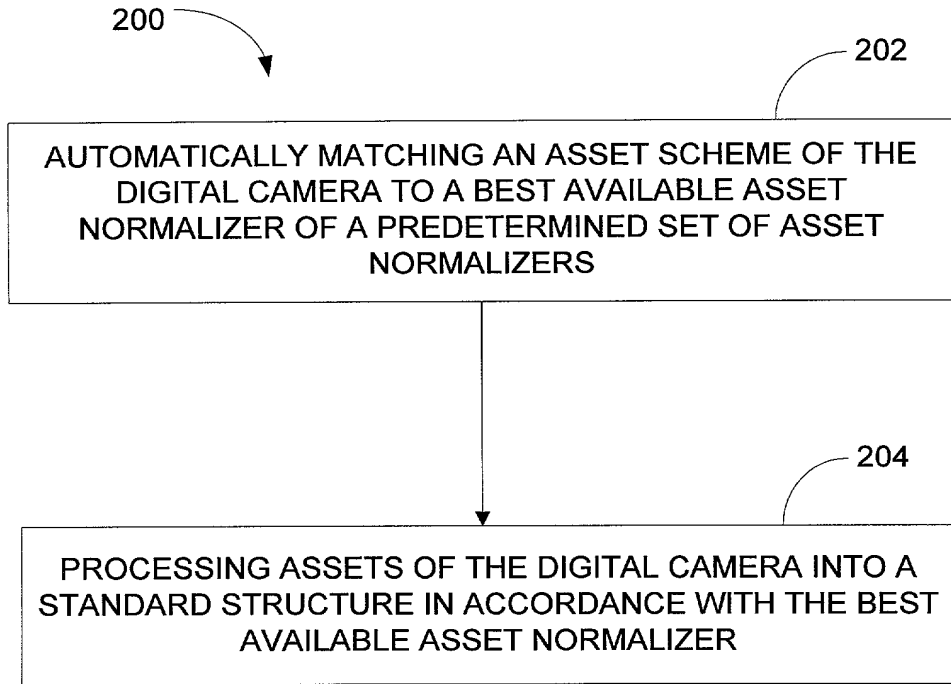 200
202
AUTOMATICALLY MATCHING AN ASSET SCHEME OF THE
DIGITAL CAMERA TO A BEST AVAILABLE ASSET
NORMALIZER OF A PREDETERMINED SET OF ASSET
NORMALIZERS
204
PROCESSING ASSETS OF THE DIGITAL CAMERA INTO A
STANDARD STRUCTURE IN ACCORDANCE WITH THE BEST
AVAILABLE ASSET NORMALIZER